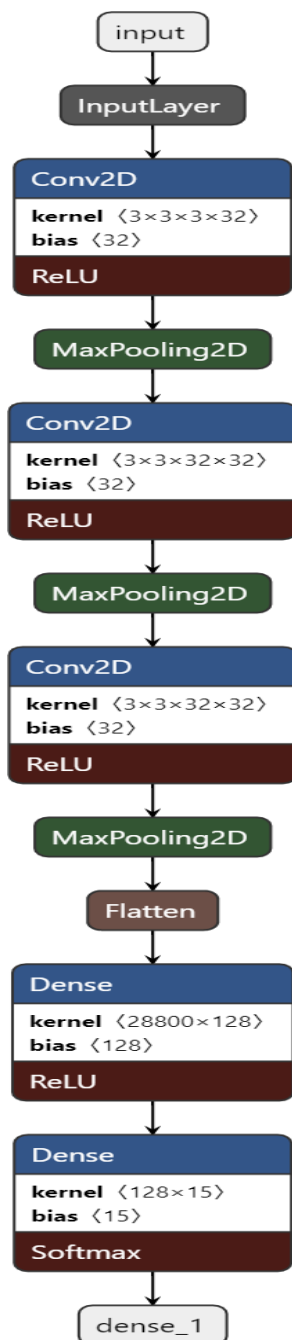 input
InputLayer
Conv2D
kernel ⟨3×3×3×32⟩
bias ⟨32⟩
ReLU
MaxPooling2D
Conv2D
kernel ⟨3×3×32×32⟩
bias ⟨32⟩
ReLU
MaxPooling2D
Conv2D
kernel ⟨3×3×32×32⟩
bias ⟨32⟩
ReLU
MaxPooling2D
Flatten
Dense
kernel ⟨28800×128⟩
bias ⟨128⟩
ReLU
Dense
kernel ⟨128×15⟩
bias ⟨15⟩
Softmax
dense_1